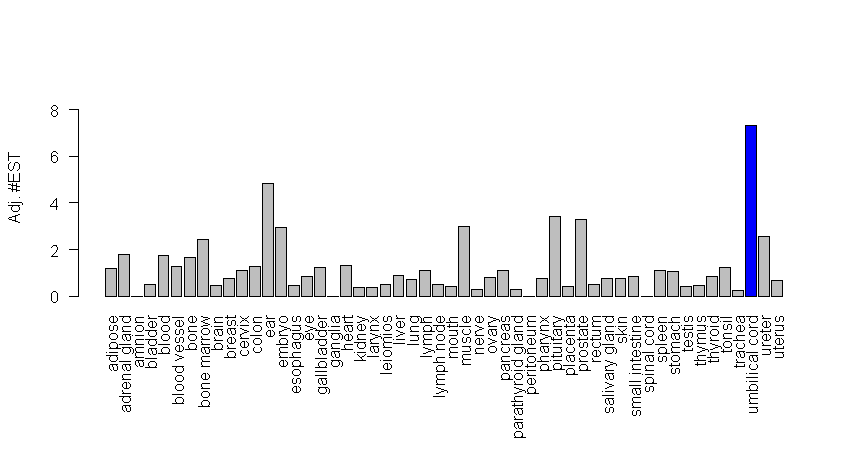 8
6
4
2
0
Adj. #EST
adipose
adrenal gland
amnion
bladder
blood
blood vessel
bone
bone marrow
brain
breast
cervix
colon
ear
embryo
esophagus
eye
gallbladder
ganglia
heart
kidney
larynx
leiomios
liver
lung
lymph
lymph node
mouth
muscle
nerve
ovary
pancreas
parathyroid gland
peritoneum
pharynx
pituitary
placenta
prostate
rectum
salivary gland
skin
small intestine
spinal cord
spleen
stomach
testis
thymus
thyroid
tonsil
trachea
umbilical cord
ureter
uterus